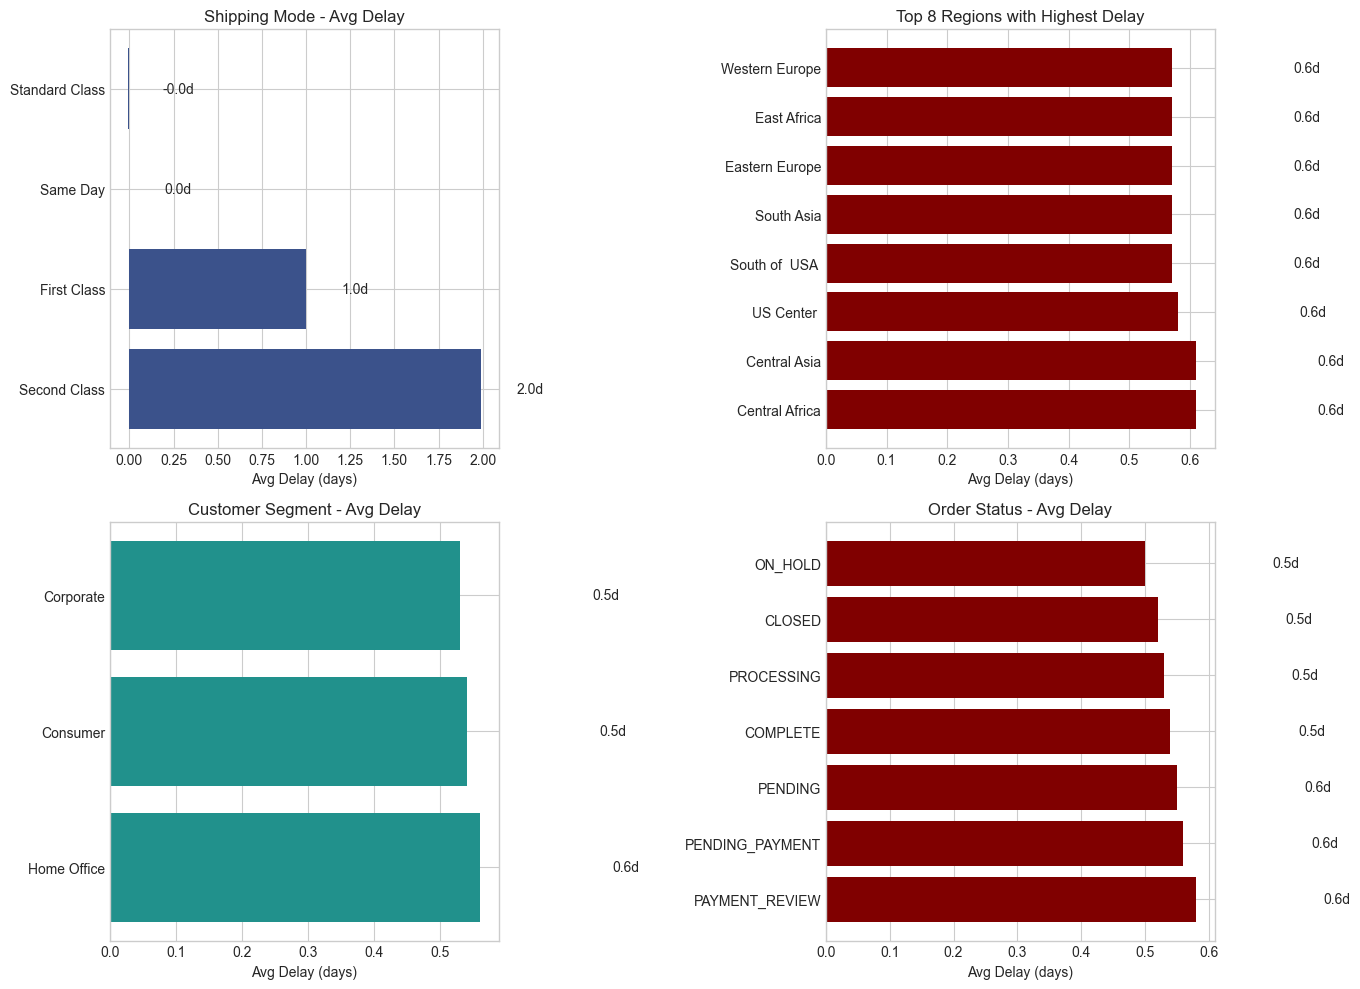 Shipping Mode - Avg Delay
Standard Class
-0.0d
Same Day
0.0d
First Class
1.0d
Second Class
2.0d
0.00 0.25 0.50 0.75 1.00 1.25 1.50 1.75 2.00
Avg Delay (days)
Top 8 Regions with Highest Delay
Western Europe
0.6d
East Africa
0.6d
Eastern Europe
0.6d
South Asia
0.6d
South of  USA
0.6d
US Center
0.6d
Central Asia
0.6d
Central Africa
0.6d
0.0 0.1 0.2 0.3 0.4 0.5 0.6
Avg Delay (days)
Customer Segment - Avg Delay
Corporate
0.5d
Consumer
0.5d
Home Office
0.6d
0.0 0.1 0.2 0.3 0.4 0.5
Avg Delay (days)
Order Status - Avg Delay
ON_HOLD
0.5d
CLOSED
0.5d
PROCESSING
0.5d
COMPLETE
0.5d
PENDING
0.6d
PENDING_PAYMENT
0.6d
PAYMENT_REVIEW
0.6d
0.0 0.1 0.2 0.3 0.4 0.5 0.6
Avg Delay (days)